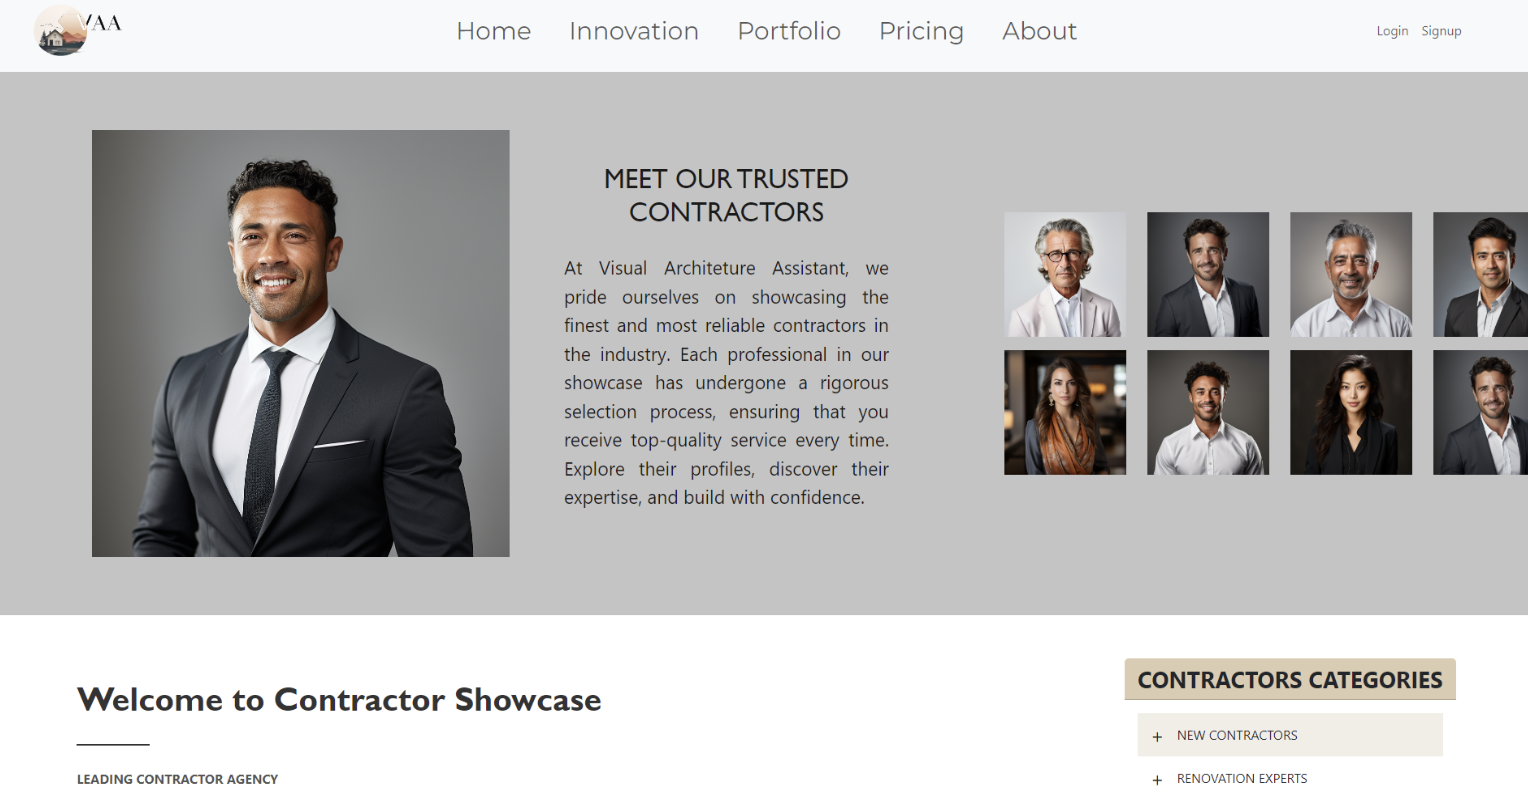 VAA
Home Innovation Portfolio Pricing About
Login Signup
MEET OUR TRUSTED
CONTRACTORS
At Visual Architeture Assistant, we
pride ourselves on showcasing the
finest and most reliable contractors in
the industry. Each professional in our
showcase has undergone a rigorous
selection process, ensuring that you
receive top-quality service every time.
Explore their profiles, discover their
expertise, and build with confidence.
Welcome to Contractor Showcase
LEADING CONTRACTOR AGENCY
CONTRACTORS CATEGORIES
+ NEW CONTRACTORS
+ RENOVATION EXPERTS